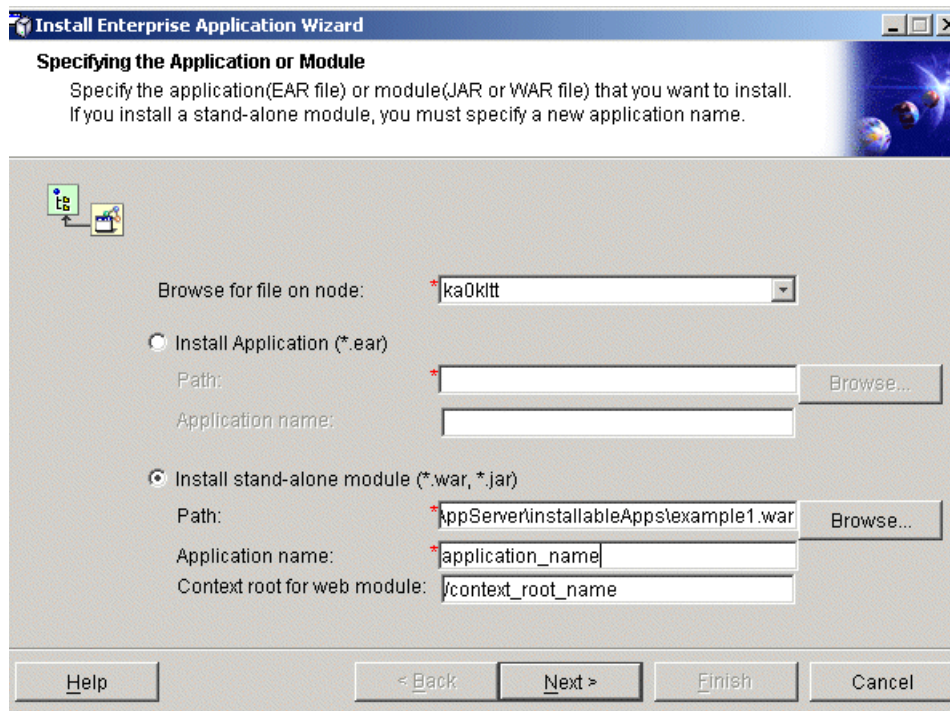 Install Enterprise Application Wizard
Specifying the Application or Module
Specify the application(EAR file) or module(JAR or WAR file) that you want to install.
If you install a stand-alone module, you must specify a new application name.
Browse for file on node: *ka0kltt
Install Application (*.ear)
Path: * Browse...
Application name:
Install stand-alone module (*.war, *.jar)
Path: *\ppServer\installableApps\example1.war Browse...
Application name: *application_name
Context root for web module: /context_root_name
Help < Back Next > Finish Cancel